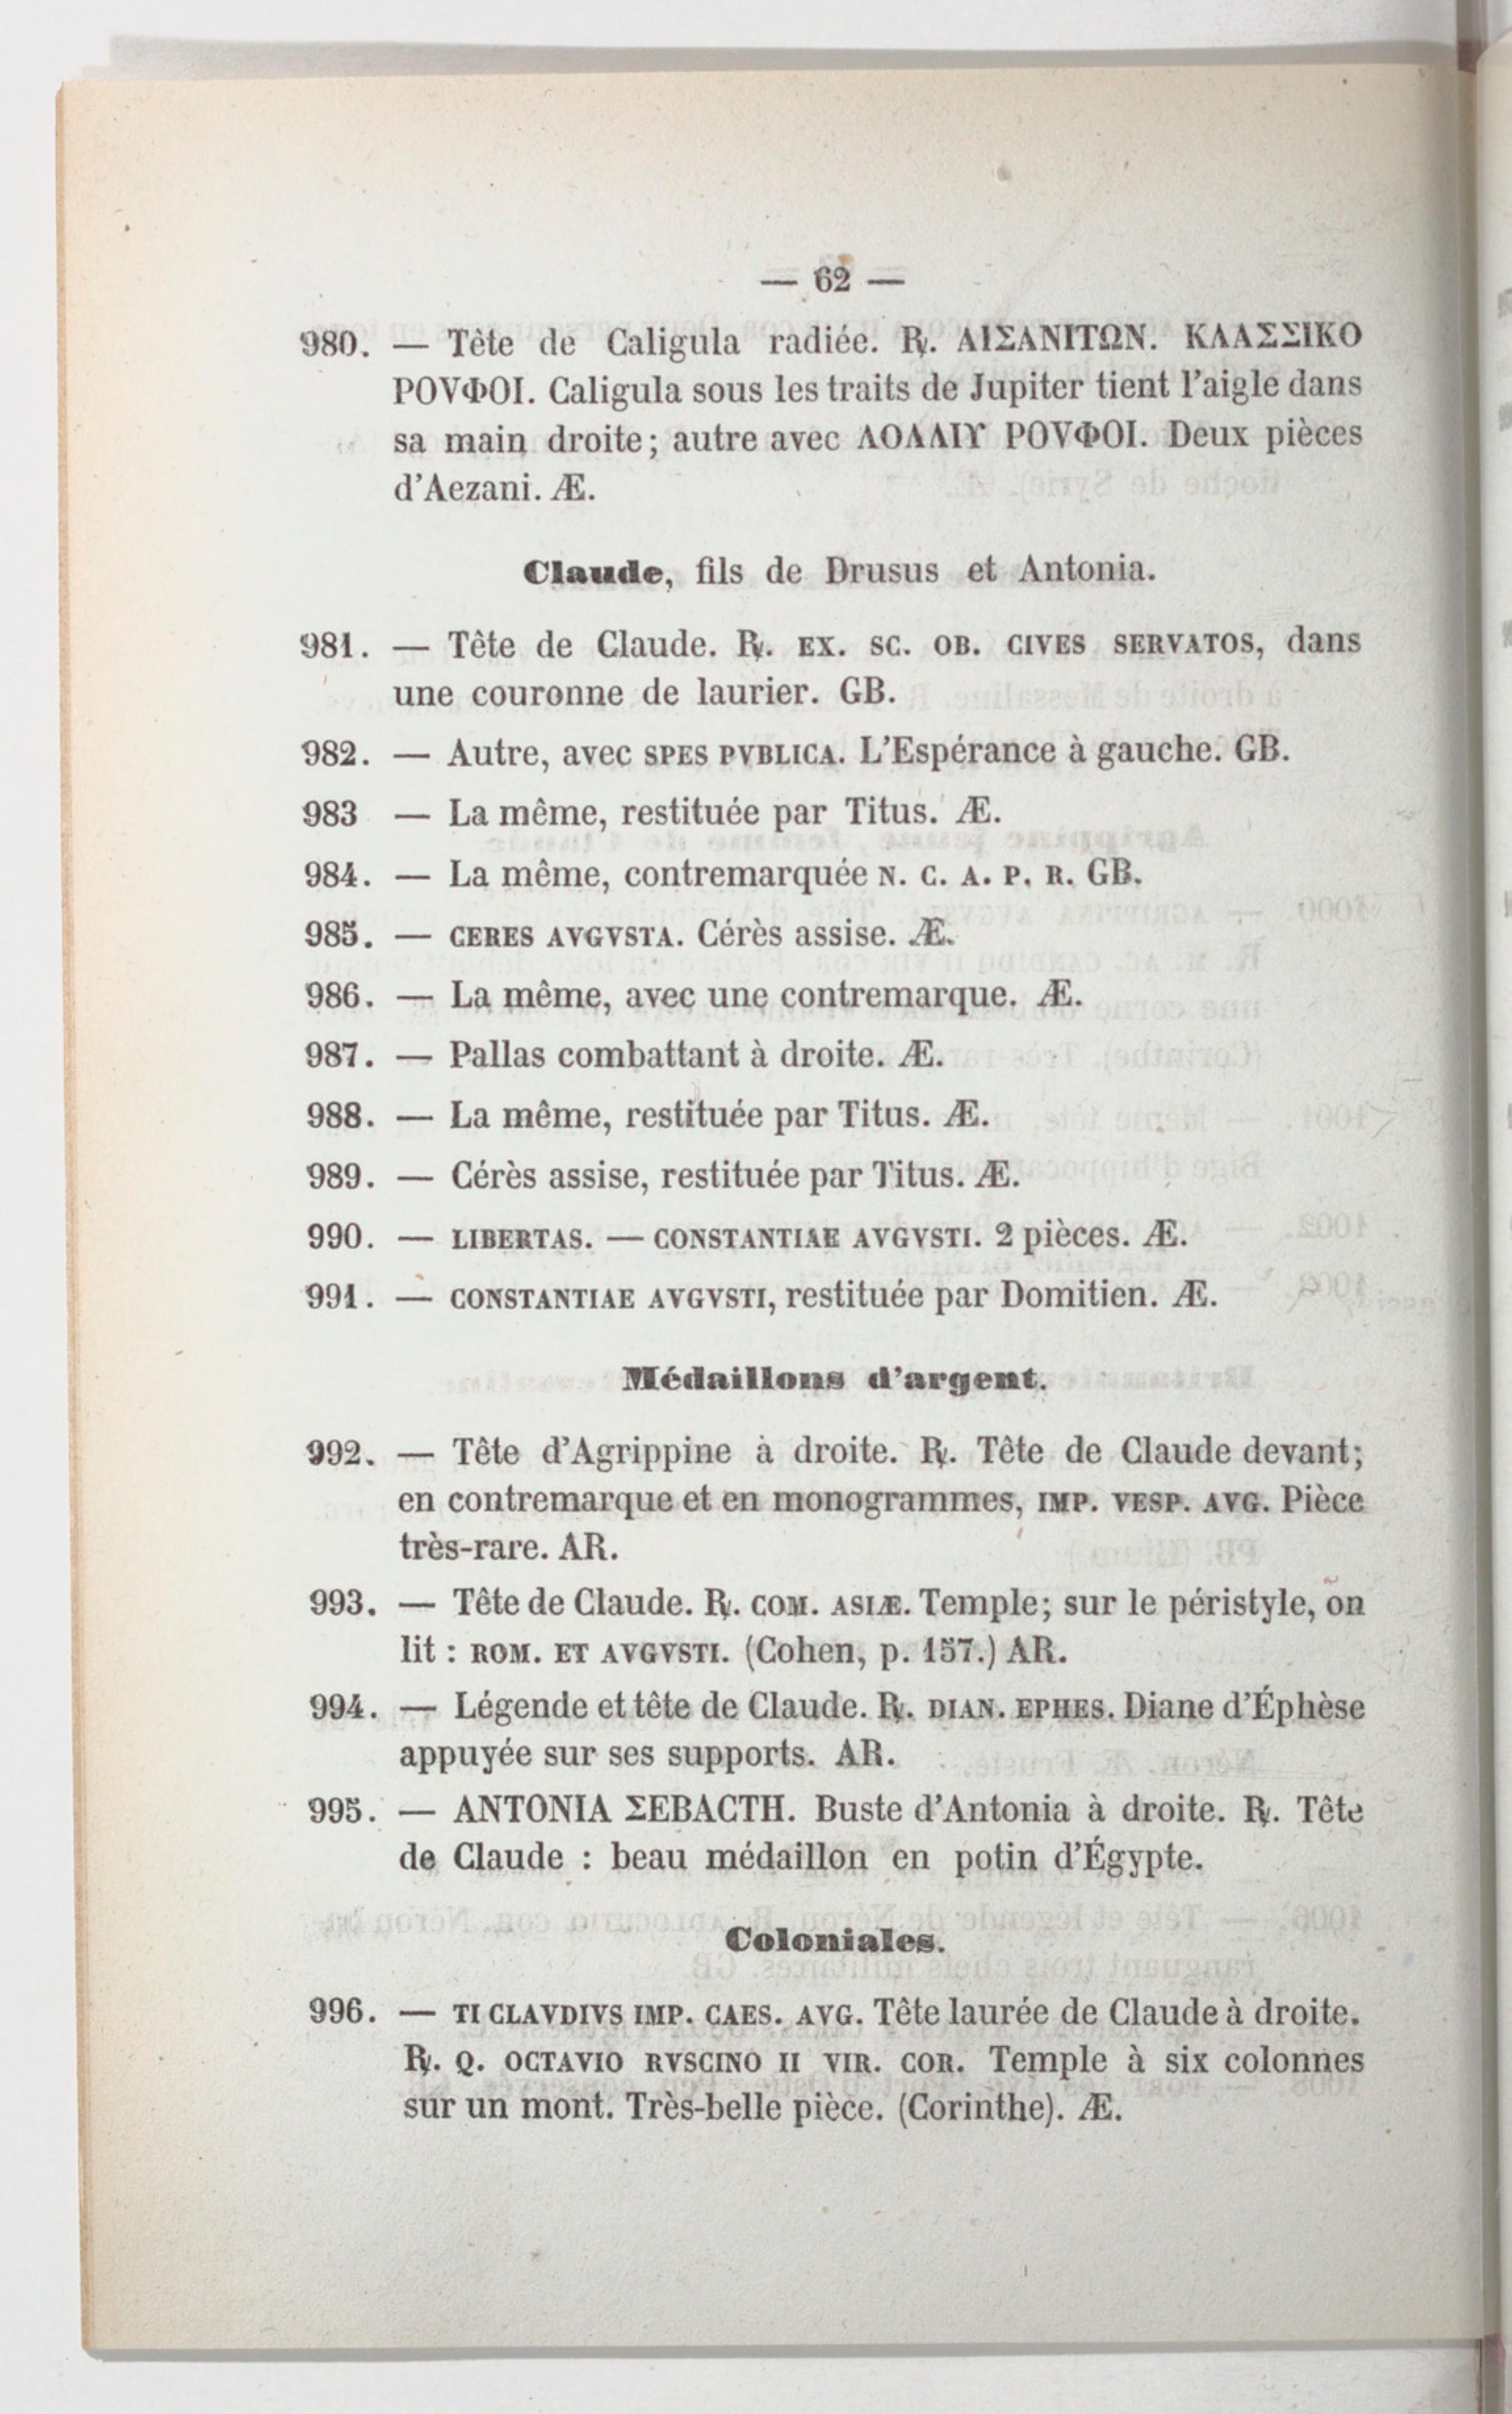 — 62 —
980. — Tête de Caligula radiée. ℟. ΑΙΣΑΝΙΤΩΝ. ΚΛΑΣΣΙΚΟ
ΡΟVΦΟΙ. Caligula sous les traits de Jupiter tient l'aigle dans
sa main droite; autre avec ΛΟΛΛΙΥ ΡΟVΦΟΙ. Deux pièces
d'Aezani. Æ.
Claude, fils de Drusus et Antonia.
981. — Tête de Claude. ℟. EX. SC. OB. CIVES SERVATOS, dans
une couronne de laurier. GB.
982. — Autre, avec SPES PVBLICA. L'Espérance à gauche. GB.
983 — La même, restituée par Titus. Æ.
984. — La même, contremarquée N. C. A. P. R. GB.
985. — CERES AVGVSTA. Cérès assise. Æ.
986. — La même, avec une contremarque. Æ.
987. — Pallas combattant à droite. Æ.
988. — La même, restituée par Titus. Æ.
989. — Cérès assise, restituée par Titus. Æ.
990. — LIBERTAS. — CONSTANTIAE AVGVSTI. 2 pièces. Æ.
991. — CONSTANTIAE AVGVSTI, restituée par Domitien. Æ.
Médaillons d'argent.
992. — Tête d'Agrippine à droite. ℟. Tête de Claude devant;
en contremarque et en monogrammes, IMP. VESP. AVG. Pièce
très-rare. AR.
993. — Tête de Claude. ℟. COM. ASIÆ. Temple; sur le péristyle, on
lit : ROM. ET AVGVSTI. (Cohen, p. 157.) AR.
994. — Légende et tête de Claude. ℟. DIAN. EPHES. Diane d'Éphèse
appuyée sur ses supports. AR.
995. — ANTONIA ΣEBACTH. Buste d'Antonia à droite. ℟. Tête
de Claude : beau médaillon en potin d'Égypte.
Coloniales.
996. — TI CLAVDIVS IMP. CAES. AVG. Tête laurée de Claude à droite.
℟. Q. OCTAVIO RVSCINO II VIR. COR. Temple à six colonnes
sur un mont. Très-belle pièce. (Corinthe). Æ.